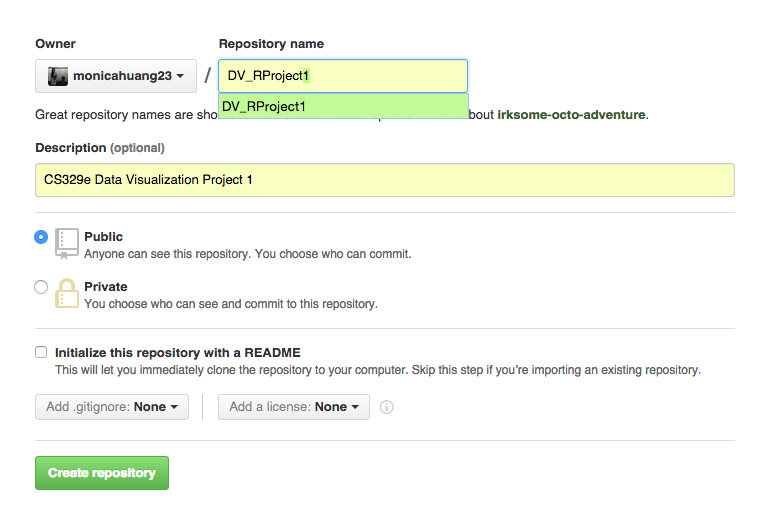 Owner Repository name
monicahuang23 / DV_RProject1
DV_RProject1
Great repository names are sho bout irksome-octo-adventure.
Description (optional)
CS329e Data Visualization Project 1
Public
Anyone can see this repository. You choose who can commit.
Private
You choose who can see and commit to this repository.
Initialize this repository with a README
This will let you immediately clone the repository to your computer. Skip this step if you're importing an existing repository.
Add .gitignore: None Add a license: None
Create repository